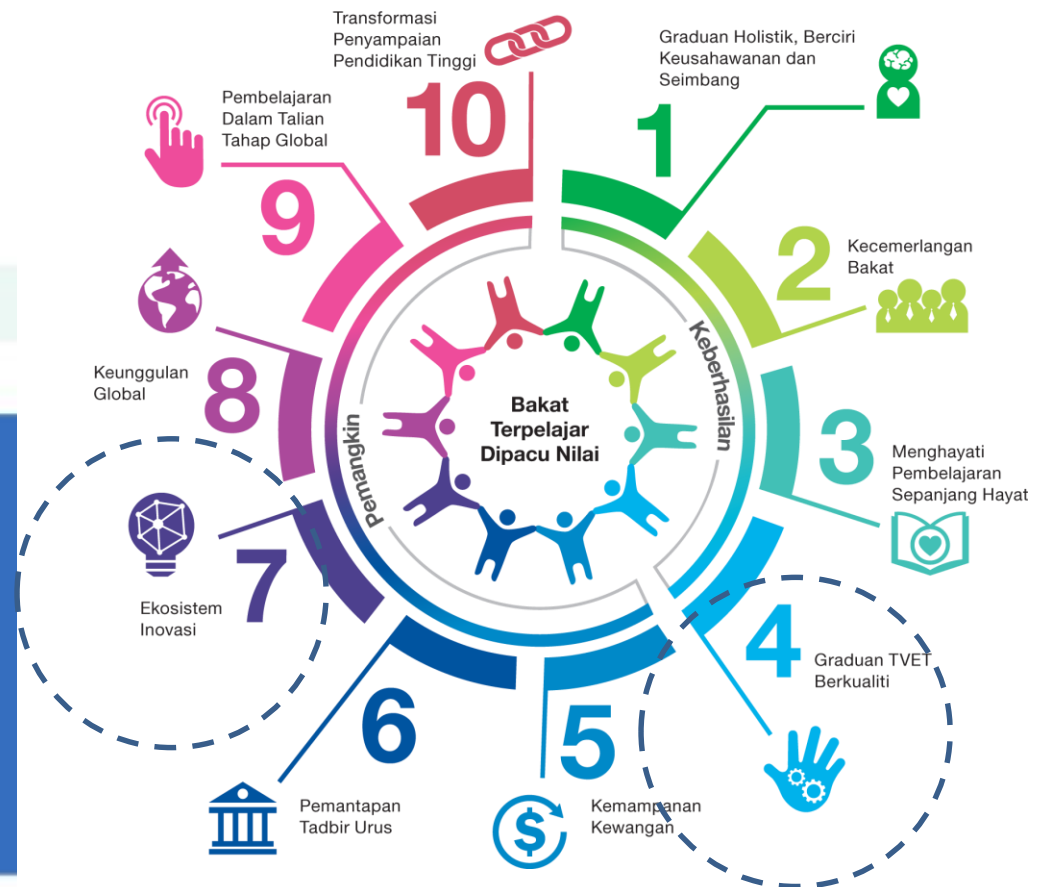 Transformasi
Penyampaian
Pendidikan Tinggi
10
Graduan Holistik, Berciri
Keusahawanan dan
Seimbang
1
Pembelajaran
Dalam Talian
Tahap Global
9
2
Kecemerlangan
Bakat
Keunggulan
Global
8
Keberhasilan
3
Menghayati
Pembelajaran
Sepanjang Hayat
Bakat
Terpelajar
Dipacu Nilai
Pemangkin
7
Ekosistem
Inovasi
4
Graduan TVET
Berkualiti
6
Pemantapan
Tadbir Urus
5
$
Kemampanan
Kewangan